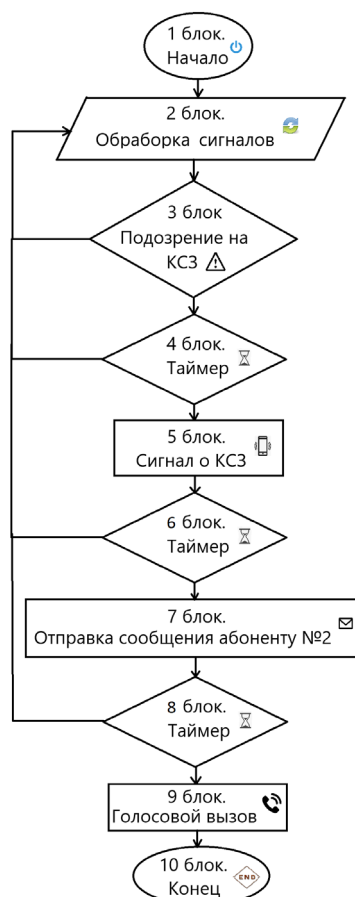 1 блок.
Начало
2 блок.
Обраборка сигналов
3 блок
Подозрение на
КСЗ
4 блок.
Таймер
5 блок.
Сигнал о КСЗ
6 блок.
Таймер
7 блок.
Отправка сообщения абоненту №2
8 блок.
Таймер
9 блок.
Голосовой вызов
10 блок.
Конец
END